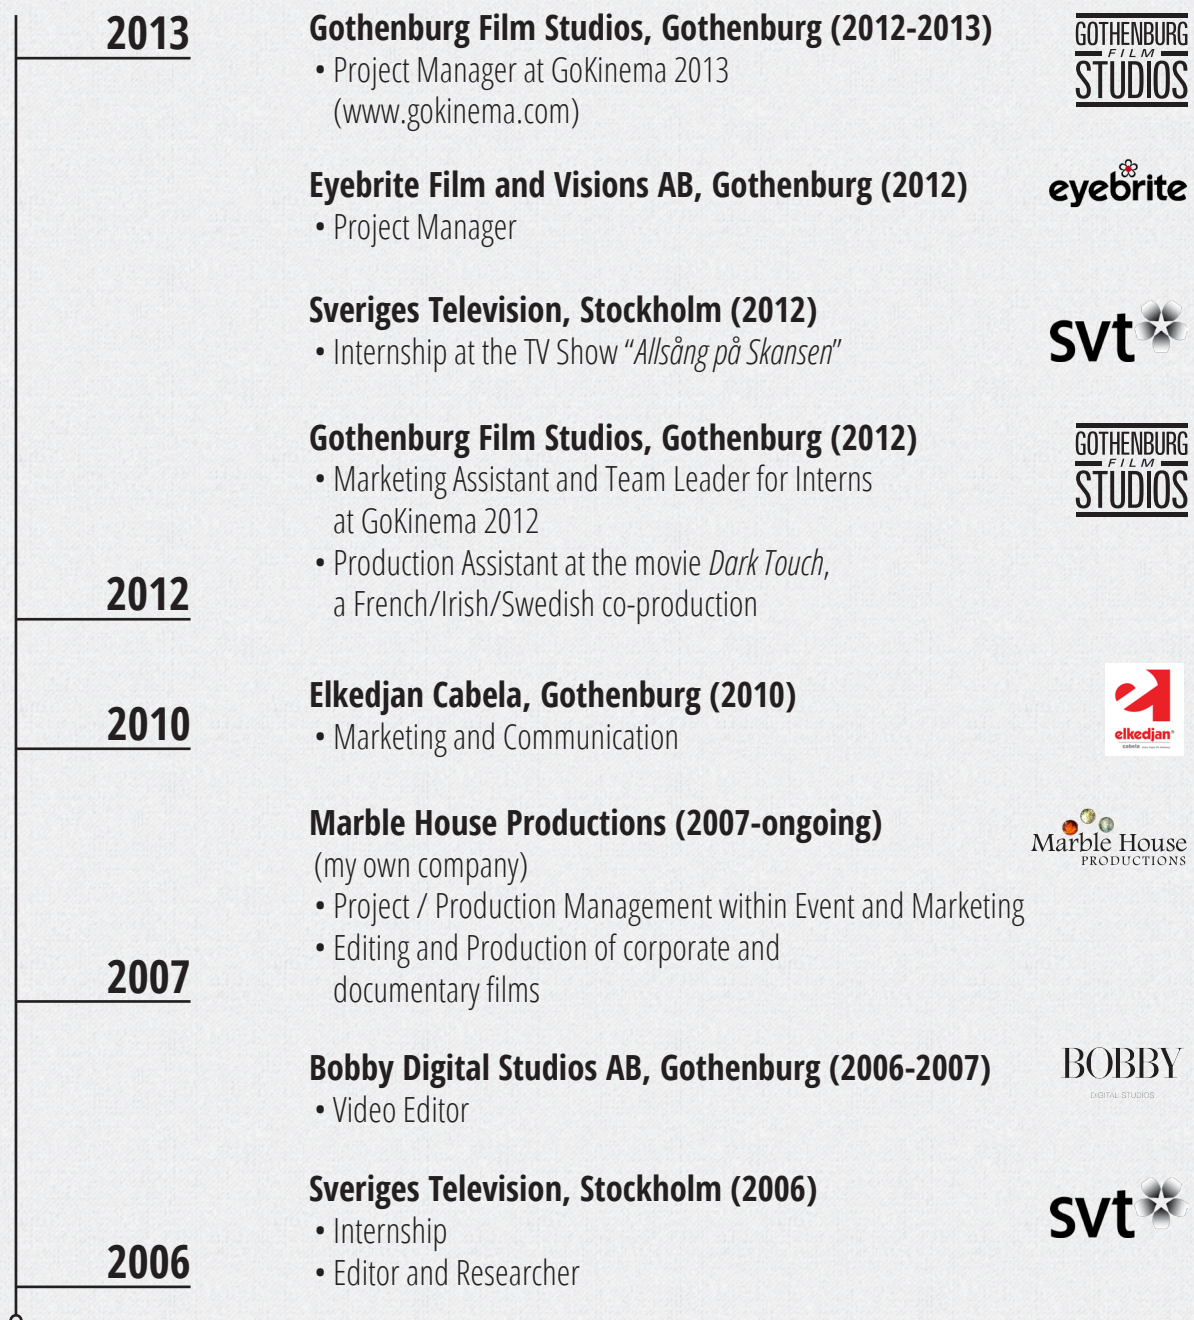 2013
Gothenburg Film Studios, Gothenburg (2012-2013)
• Project Manager at GoKinema 2013
(www.gokinema.com)
GOTHENBURG
FILM
STUDIOS
Eyebrite Film and Visions AB, Gothenburg (2012)
• Project Manager
eyebrite
Sveriges Television, Stockholm (2012)
• Internship at the TV Show “Allsång på Skansen”
svt
Gothenburg Film Studios, Gothenburg (2012)
• Marketing Assistant and Team Leader for Interns
at GoKinema 2012
• Production Assistant at the movie Dark Touch,
a French/Irish/Swedish co-production
GOTHENBURG
FILM
STUDIOS
2012
Elkedjan Cabela, Gothenburg (2010)
• Marketing and Communication
2010
elkedjan
cabela
Marble House Productions (2007-ongoing)
(my own company)
• Project / Production Management within Event and Marketing
• Editing and Production of corporate and
documentary films
Marble House
PRODUCTIONS
2007
Bobby Digital Studios AB, Gothenburg (2006-2007)
• Video Editor
BOBBY
DIGITAL STUDIOS
Sveriges Television, Stockholm (2006)
• Internship
• Editor and Researcher
svt
2006